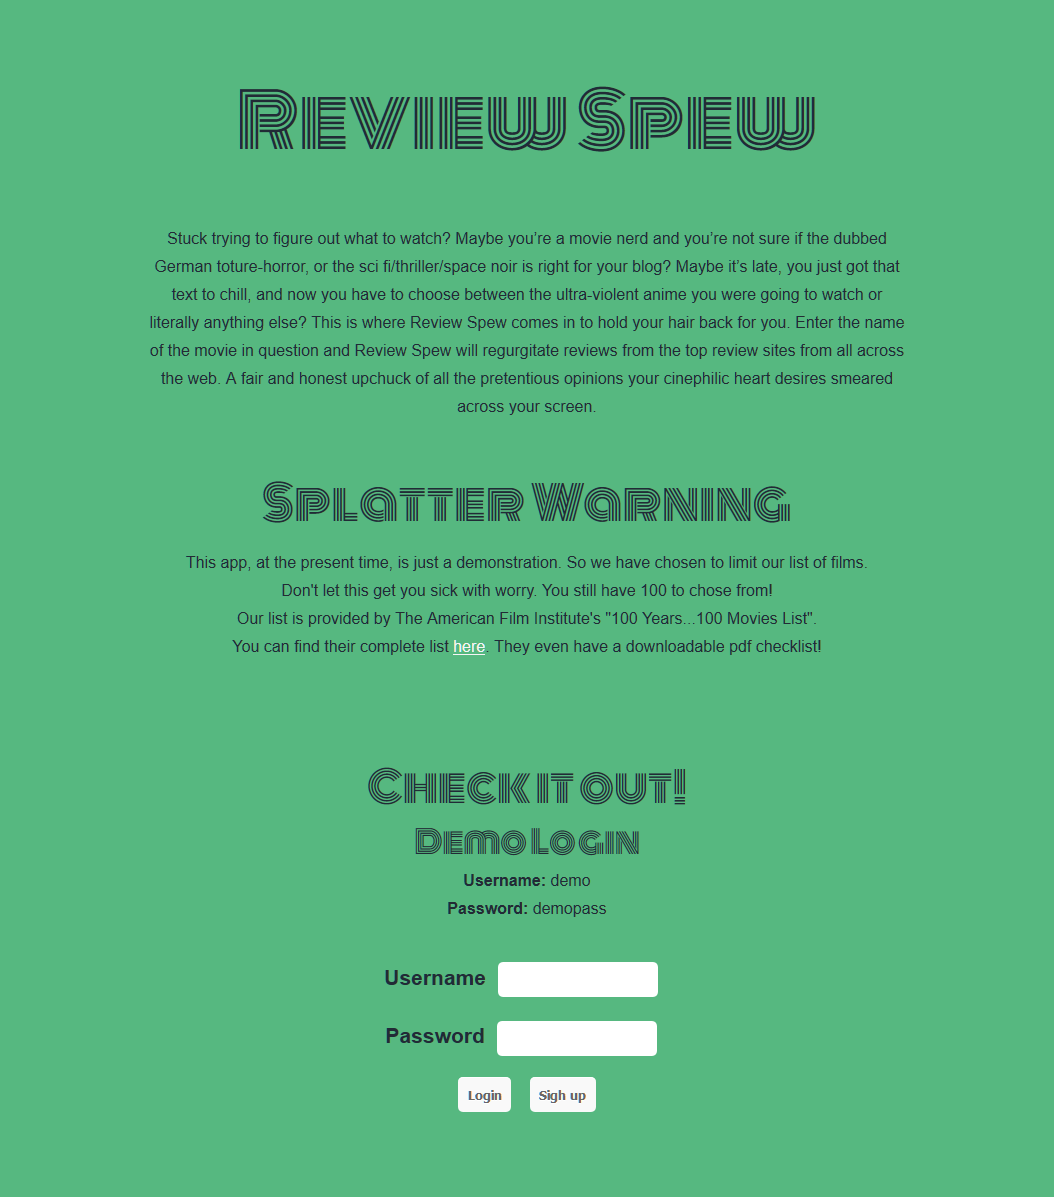 Review Spew
Stuck trying to figure out what to watch? Maybe you’re a movie nerd and you’re not sure if the dubbed
German toture-horror, or the sci fi/thriller/space noir is right for your blog? Maybe it’s late, you just got that
text to chill, and now you have to choose between the ultra-violent anime you were going to watch or
literally anything else? This is where Review Spew comes in to hold your hair back for you. Enter the name
of the movie in question and Review Spew will regurgitate reviews from the top review sites from all across
the web. A fair and honest upchuck of all the pretentious opinions your cinephilic heart desires smeared
across your screen.
Splatter Warning
This app, at the present time, is just a demonstration. So we have chosen to limit our list of films.
Don't let this get you sick with worry. You still have 100 to chose from!
Our list is provided by The American Film Institute's "100 Years...100 Movies List".
You can find their complete list here. They even have a downloadable pdf checklist!
Check it out!
Demo Login
Username: demo
Password: demopass
Username
Password
Login Sigh up